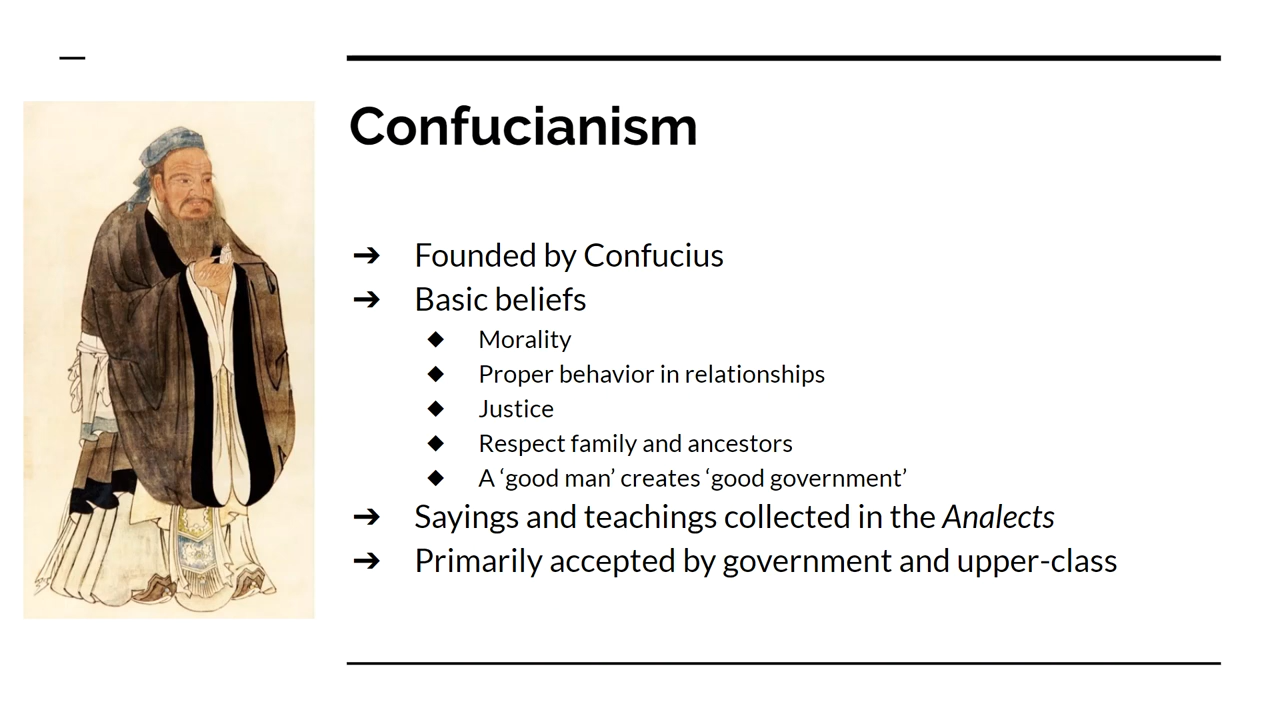 Confucianism
➔ Founded by Confucius
➔ Basic beliefs
◆ Morality
◆ Proper behavior in relationships
◆ Justice
◆ Respect family and ancestors
◆ A ‘good man’ creates ‘good government’
➔ Sayings and teachings collected in the Analects
➔ Primarily accepted by government and upper-class